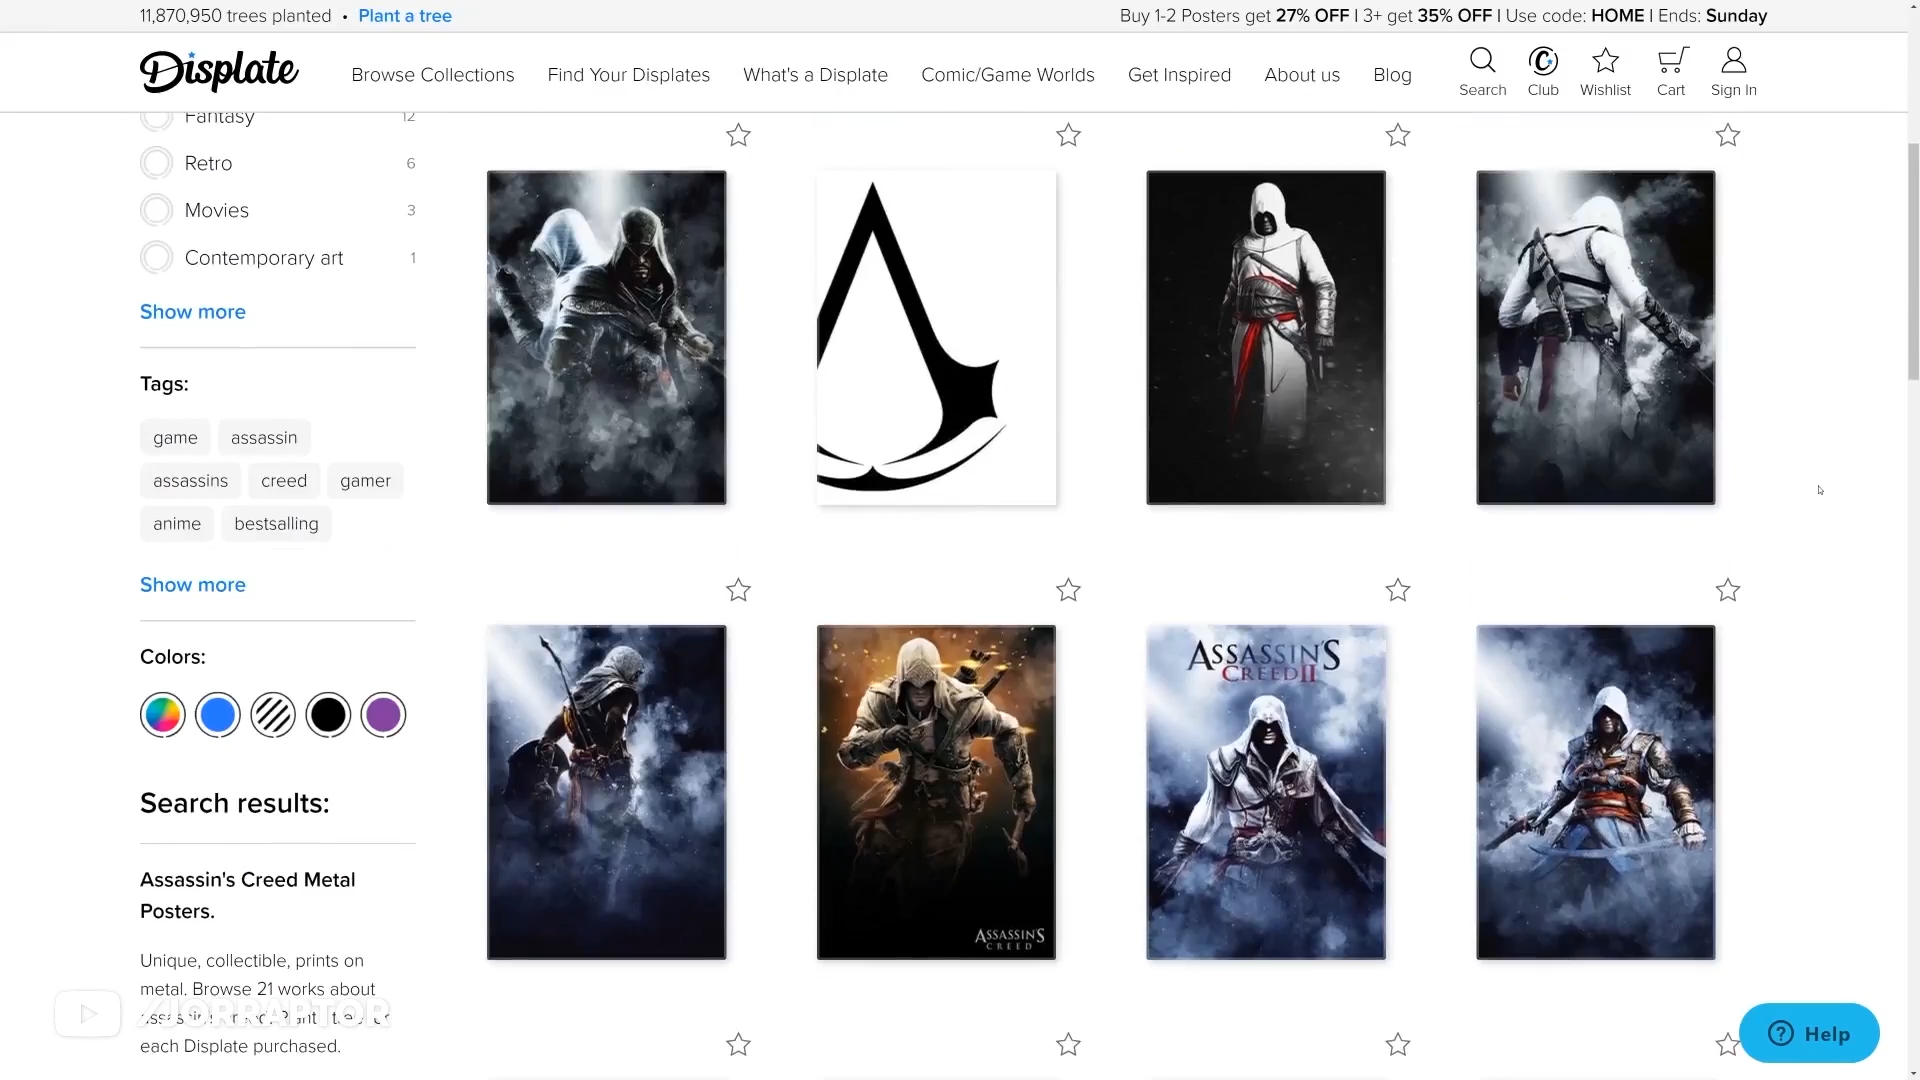 11,870,950 trees planted • Plant a tree
Buy 1-2 Posters get 27% OFF | 3+ get 35% OFF | Use code: HOME | Ends: Sunday
Displate
Browse Collections
Find Your Displates
What's a Displate
Comic/Game Worlds
Get Inspired
About us
Blog
Search
Club
Wishlist
Cart
Sign In
Fantasy 12
Retro 6
Movies 3
Contemporary art 1
Show more
Tags:
game assassin
assassins creed gamer
anime bestsalling
Show more
Colors:
Search results:
Assassin's Creed Metal
Posters.
Unique, collectible, prints on
metal. Browse 21 works about
each Displate purchased.
/JORRAPTOR
ASSASSIN'S
CREED
ASSASSIN'S
CREED II
Help